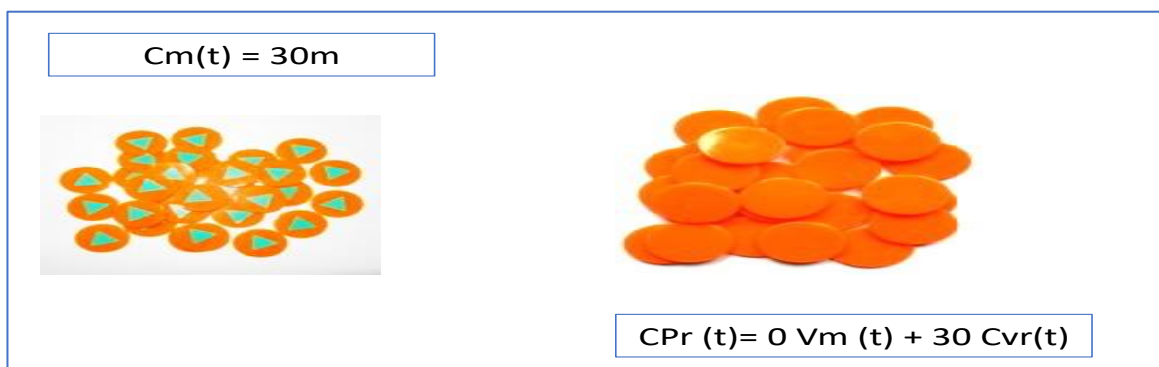 Cm(t) = 30m
CPr (t)= 0 Vm (t) + 30 Cvr(t)